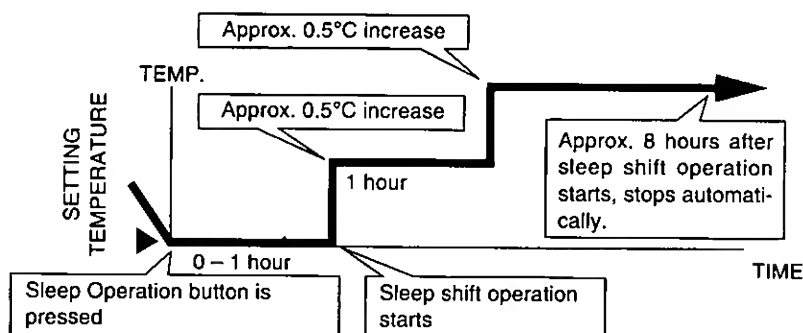 Approx. 0.5°C increase
TEMP.
Approx. 0.5°C increase
SETTING
TEMPERATURE
Approx. 8 hours after
sleep shift operation
starts, stops automati-
cally.
1 hour
0 – 1 hour
TIME
Sleep Operation button is
pressed
Sleep shift operation
starts